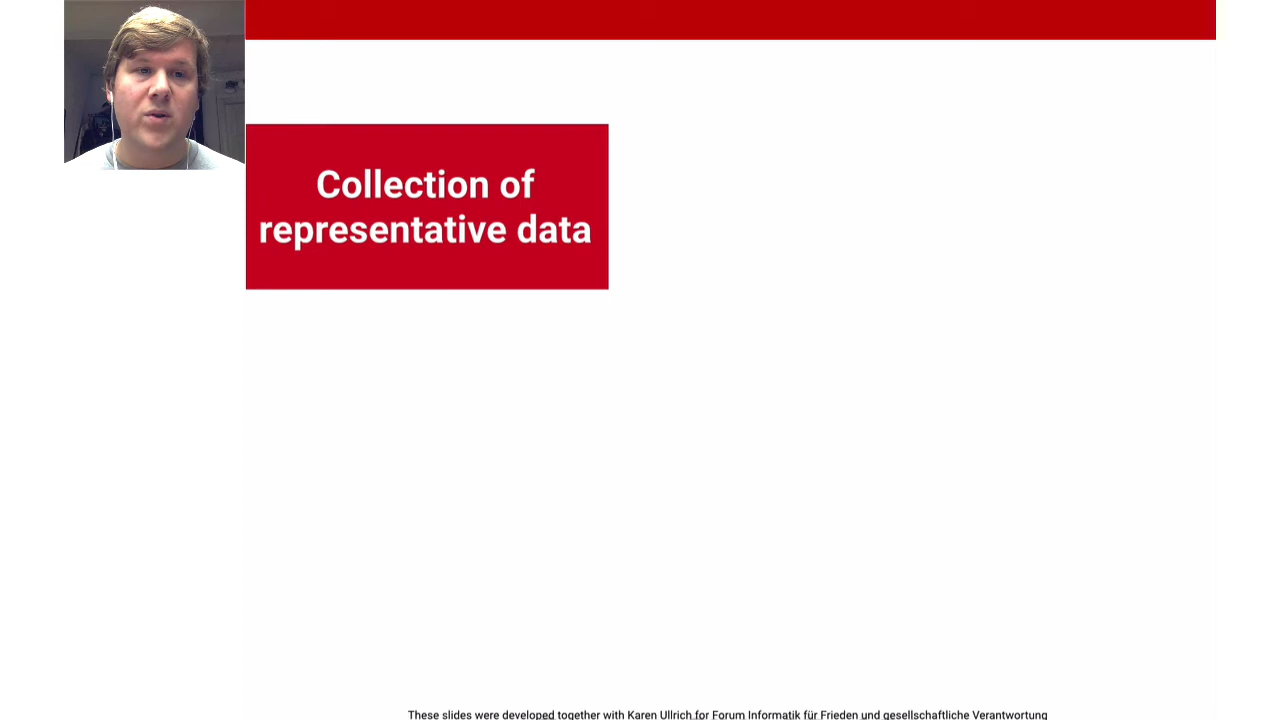 Collection of
representative data
These slides were developed together with Karen Ullrich for Forum Informatik für Frieden und gesellschaftliche Verantwortung